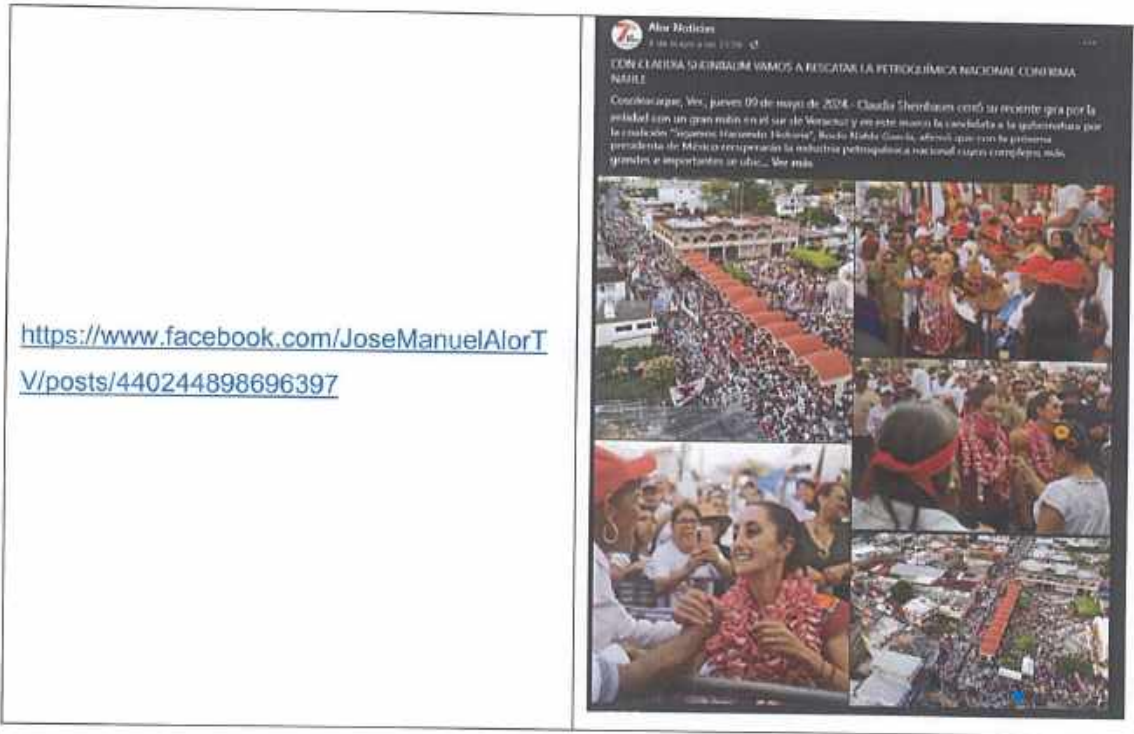 https://www.facebook.com/JoseManuelAlorT
V/posts/440244898696397
Alor Noticias
CON CLAUDIA SHEINBAUM VAMOS A RESCATAR LA PETROQUÍMICA NACIONAL CONFIRMA
NAHLE
Cosoleacaque, Ver., jueves 09 de mayo de 2024.- Claudia Sheinbaum cerró su reciente gira por la
entidad con un gran mitin en el sur de Veracruz y en este marco la candidata a la gubernatura por
la coalición "Sigamos Haciendo Historia", Rocío Nahle García, afirmó que con la próxima
presidenta de México recuperarán la industria petroquímica nacional cuyos complejos más
grandes e importantes se ubic... Ver más